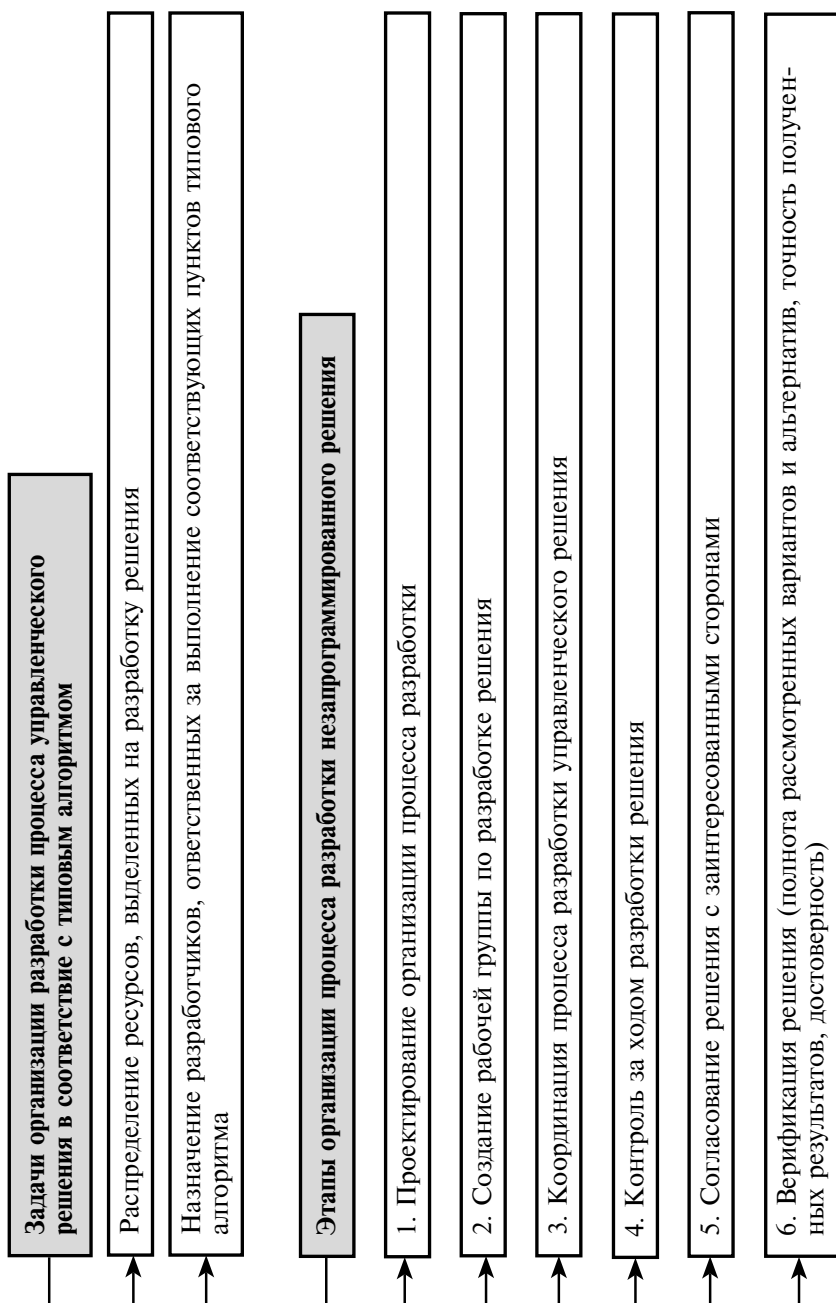 Задачи организации разработки процесса управленческого
решения в соответствие с типовым алгоритмом
Распределение ресурсов, выделенных на разработку решения
Назначение разработчиков, ответственных за выполнение соответствующих пунктов типового
алгоритма
Этапы организации процесса разработки незапрограммированного решения
1. Проектирование организации процесса разработки
2. Создание рабочей группы по разработке решения
3. Координация процесса разработки управленческого решения
4. Контроль за ходом разработки решения
5. Согласование решения с заинтересованными сторонами
6. Верификация решения (полнота рассмотренных вариантов и альтернатив, точность получен-
ных результатов, достоверность)